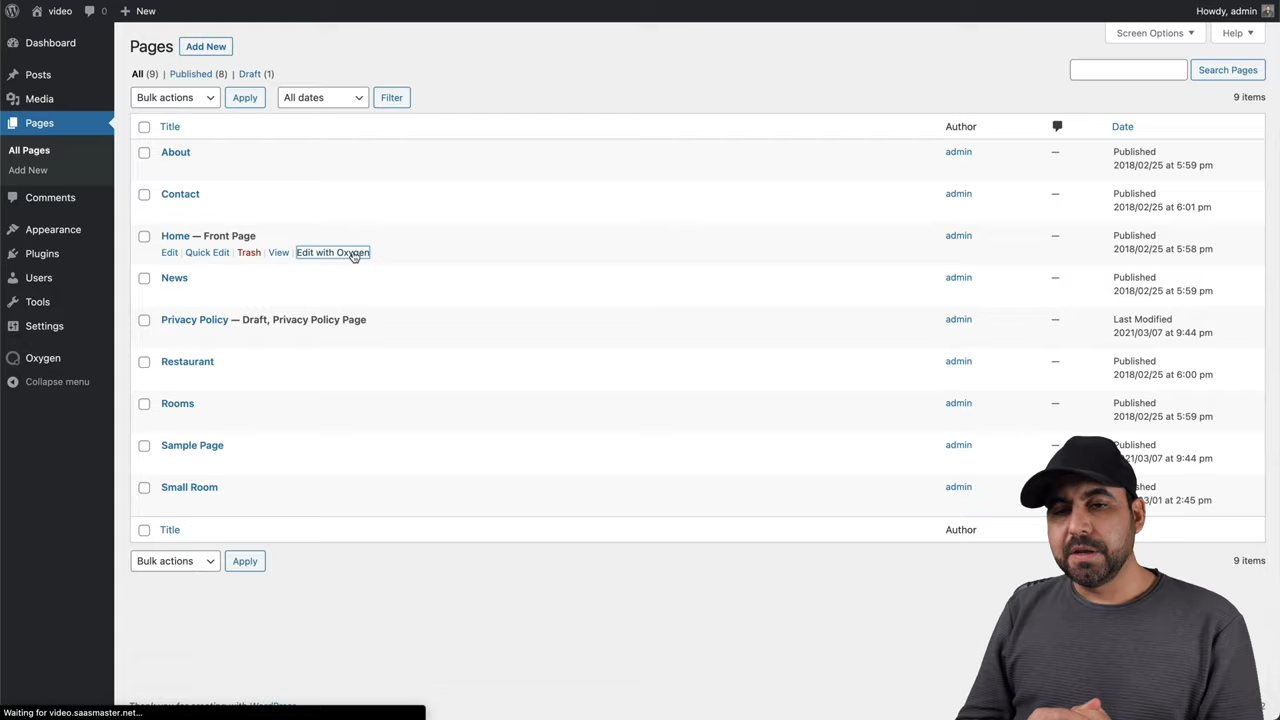 video 0 New Howdy, admin
Dashboard
Posts
Media
Pages
All Pages
Add New
Comments
Appearance
Plugins
Users
Tools
Settings
Oxygen
Collapse menu
Screen Options Help
Pages Add New
All (9) | Published (8) | Draft (1)
Search Pages
Bulk actions Apply All dates Filter 9 items
Title Author Date
About admin — Published
2018/02/25 at 5:59 pm
Contact admin — Published
2018/02/25 at 6:01 pm
Home — Front Page admin — Published
Edit | Quick Edit | Trash | View | Edit with Oxygen 2018/02/25 at 5:58 pm
News admin — Published
2018/02/25 at 5:59 pm
Privacy Policy — Draft, Privacy Policy Page admin — Last Modified
2021/03/07 at 9:44 pm
Restaurant admin — Published
2018/02/25 at 6:00 pm
Rooms admin — Published
2018/02/25 at 5:59 pm
Sample Page admin — Published
at 9:44 pm
Small Room admin —
at 2:45 pm
Title Author
Bulk actions Apply 9 items
Waiting for video.saasmaster.net...